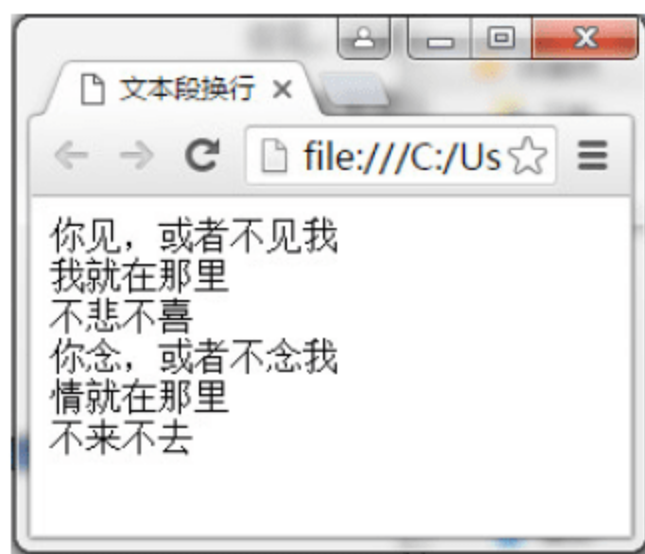 文本段换行
file:///C:/Us
你见，或者不见我
我就在那里
不悲不喜
你念，或者不念我
情就在那里
不来不去